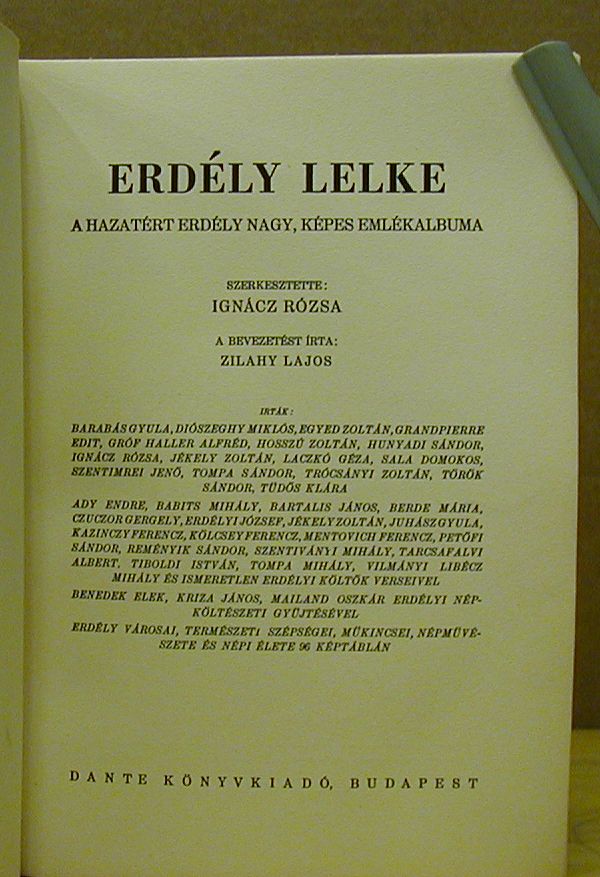 ERDÉLY LELKE
A HAZATÉRT ERDÉLY NAGY, KÉPES EMLÉKALBUMA
SZERKESZTETTE:
IGNÁCZ RÓZSA
A BEVEZETÉST ÍRTA:
ZILAHY LAJOS
IRTÁK:
BARABÁS GYULA, DIÓSZEGHY MIKLÓS, EGYED ZOLTÁN, GRANDPIERRE
EDIT, GRÓF HALLER ALFRÉD, HOSSZÚ ZOLTÁN, HUNYADI SÁNDOR,
IGNÁCZ RÓZSA, JÉKELY ZOLTÁN, LACZKÓ GÉZA, SALA DOMOKOS,
SZENTIMREI JENŐ, TOMPA SÁNDOR, TRÓCSÁNYI ZOLTÁN, TÖRÖK
SÁNDOR, TÜDŐS KLÁRA
ADY ENDRE, BABITS MIHÁLY, BARTALIS JÁNOS, BERDE MÁRIA,
CZUCZOR GERGELY, ERDÉLYI JÓZSEF, JÉKELY ZOLTÁN, JUHÁSZ GYULA,
KAZINCZY FERENCZ, KÖLCSEY FERENCZ, MENTOVICH FERENCZ, PETŐFI
SÁNDOR, REMÉNYIK SÁNDOR, SZENTIVÁNYI MIHÁLY, TARCSAFALVI
ALBERT, TIBOLDI ISTVÁN, TOMPA MIHÁLY, VILMÁNYI LIBÉCZ
MIHÁLY ÉS ISMERETLEN ERDÉLYI KÖLTŐK VERSEIVEL
BENEDEK ELEK, KRIZA JÁNOS, MAILAND OSZKÁR ERDÉLYI NÉP-
KÖLTÉSZETI GYÜJTÉSÉVEL
ERDÉLY VÁROSAI, TERMÉSZETI SZÉPSÉGEI, MŰKINCSEI, NÉPMŰVÉ-
SZETE ÉS NÉPI ÉLETE 96 KÉPTÁBLÁN
DANTE KÖNYVKIADÓ, BUDAPEST